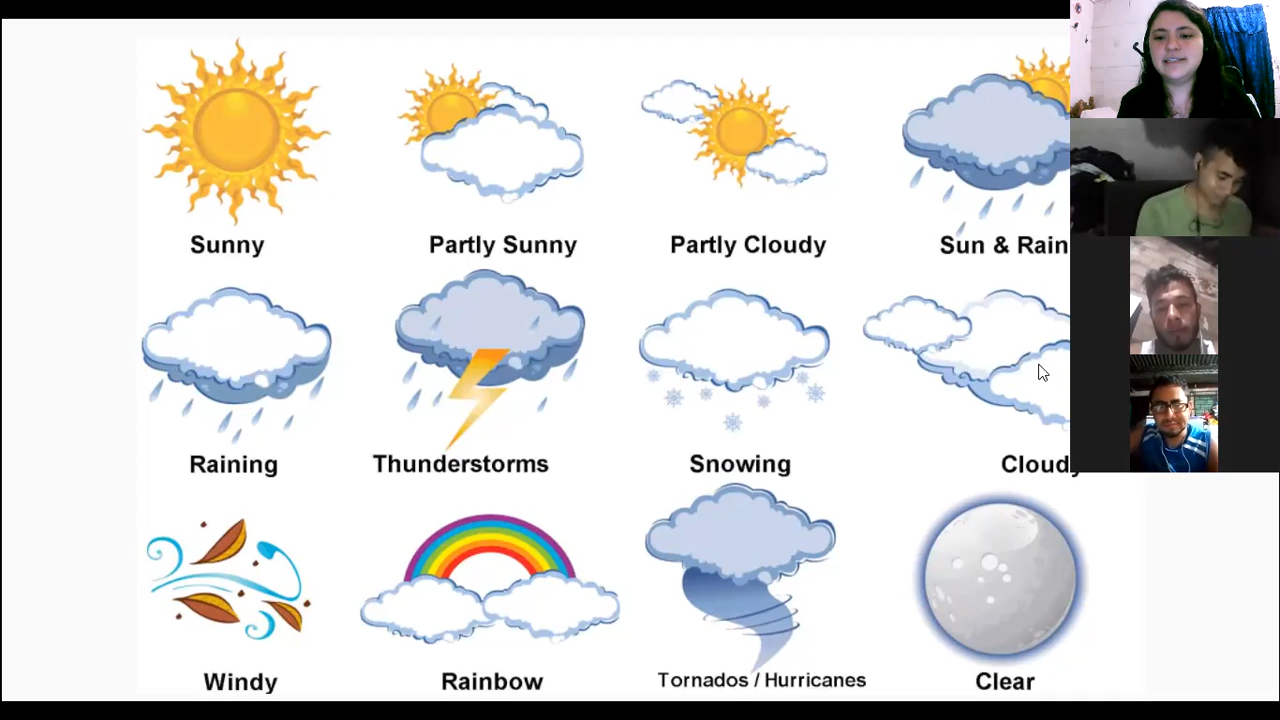 Sunny
Partly Sunny
Partly Cloudy
Sun & Rain
Raining
Thunderstorms
Snowing
Cloudy
Windy
Rainbow
Tornados / Hurricanes
Clear